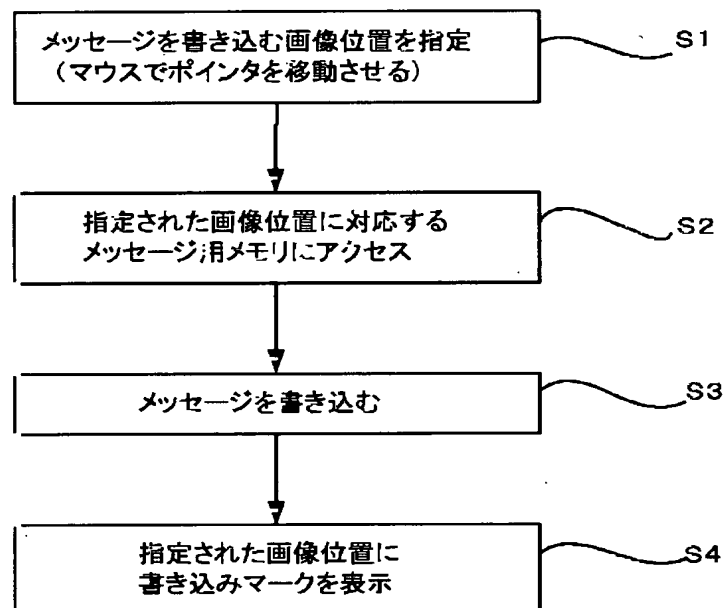 メッセージを書き込む画像位置を指定
（マウスでポインタを移動させる）
S1
指定された画像位置に対応する
メッセージ用メモリにアクセス
S2
メッセージを書き込む
S3
指定された画像位置に
書き込みマークを表示
S4